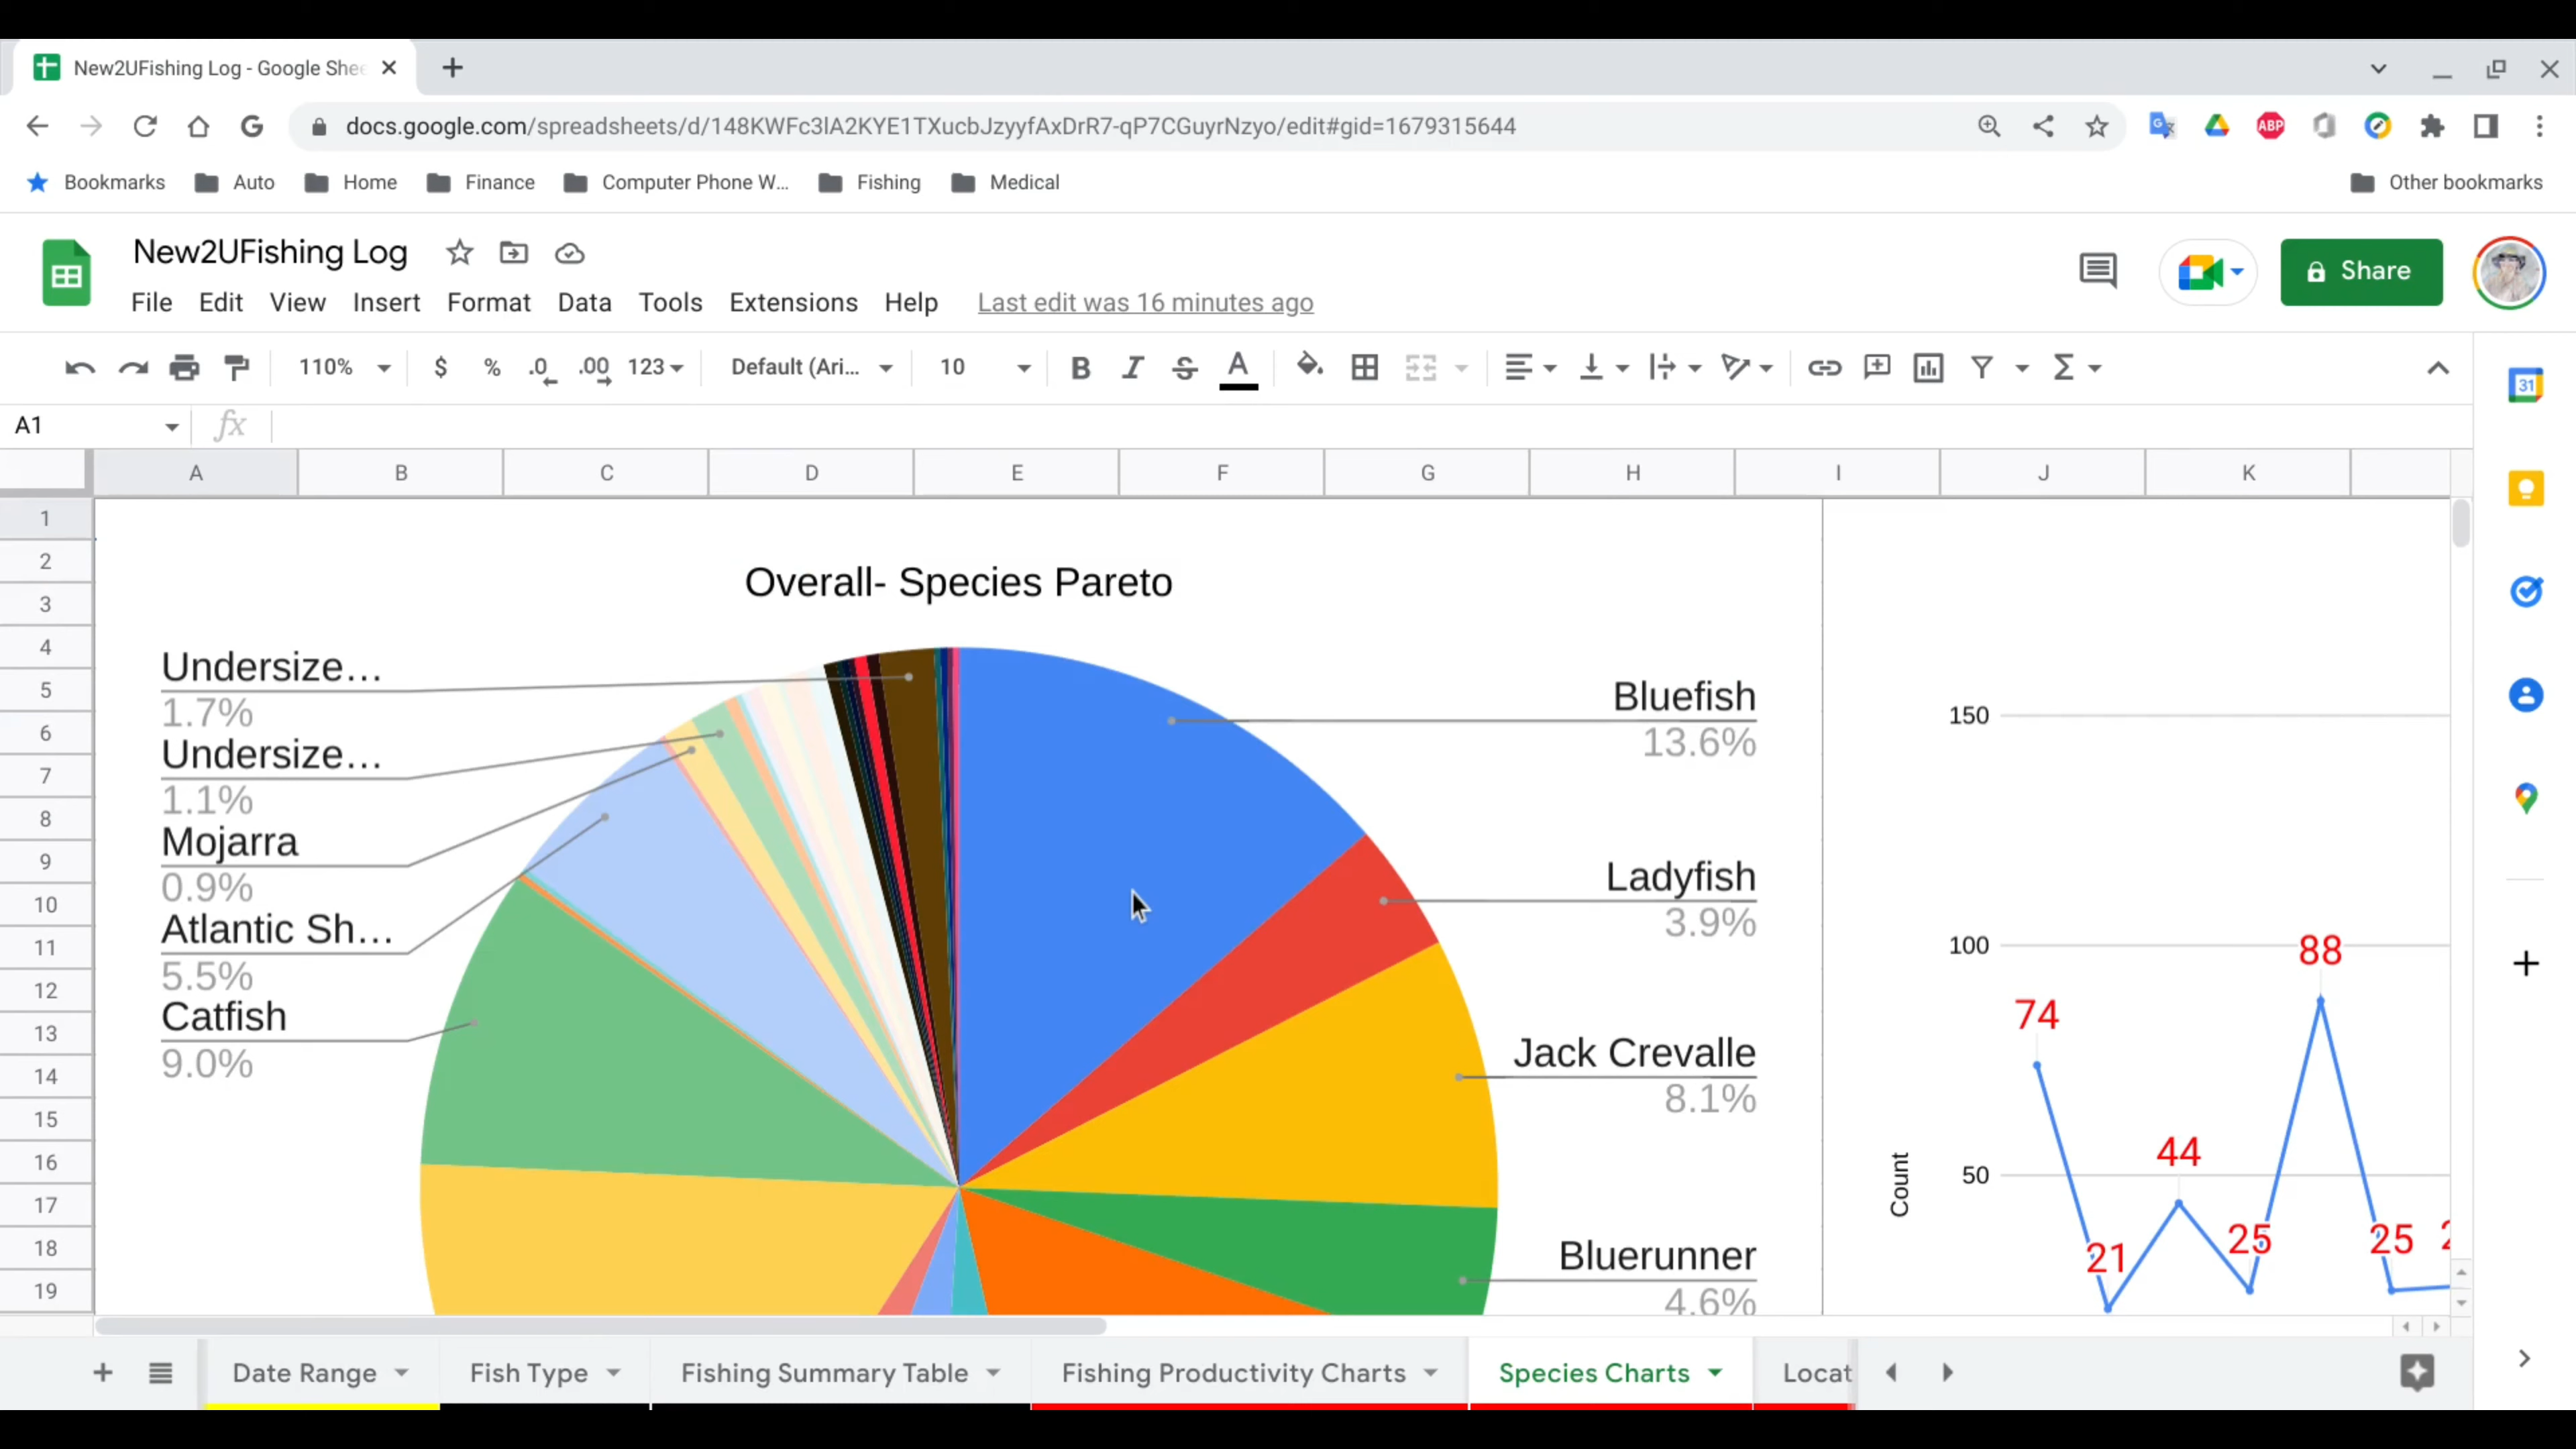 New2UFishing Log - Google Shee
docs.google.com/spreadsheets/d/148KWFc3lA2KYE1TXucbJzyyfAxDrR7-qP7CGuyrNzyo/edit#gid=1679315644
ABP
Bookmarks Auto Home Finance Computer Phone W... Fishing Medical Other bookmarks
New2UFishing Log
Share
File Edit View Insert Format Data Tools Extensions Help Last edit was 16 minutes ago
110% $ % .0 .00 123 Default (Ari... 10 B I S A
31
A1 fx
A B C D E F G H I J K
1
2
3
4
5
6
7
8
9
10
11
12
13
14
15
16
17
18
19
Overall- Species Pareto
Undersize...
1.7%
Undersize...
1.1%
Mojarra
0.9%
Atlantic Sh...
5.5%
Catfish
9.0%
Bluefish
13.6%
Ladyfish
3.9%
Jack Crevalle
8.1%
Bluerunner
4.6%
150
100
50
Count
74
21
44
25
88
25
Date Range Fish Type Fishing Summary Table Fishing Productivity Charts Species Charts Locat